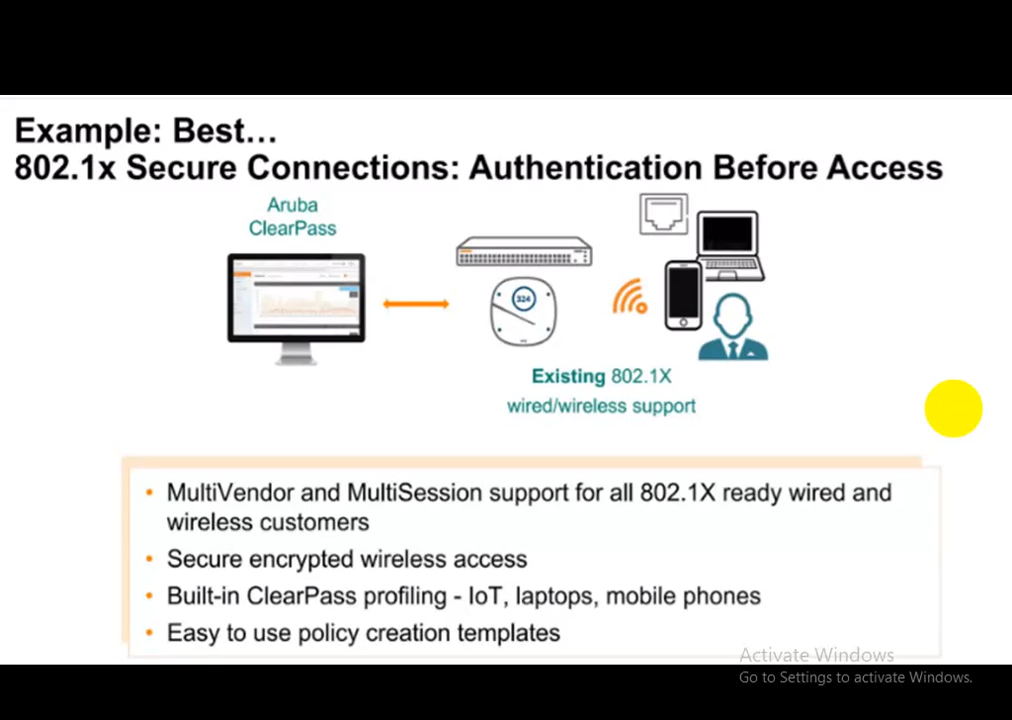 Example: Best...
802.1x Secure Connections: Authentication Before Access
Aruba
ClearPass
324
Existing 802.1X
wired/wireless support
• MultiVendor and MultiSession support for all 802.1X ready wired and
wireless customers
• Secure encrypted wireless access
• Built-in ClearPass profiling - IoT, laptops, mobile phones
• Easy to use policy creation templates
Activate Windows
Go to Settings to activate Windows.